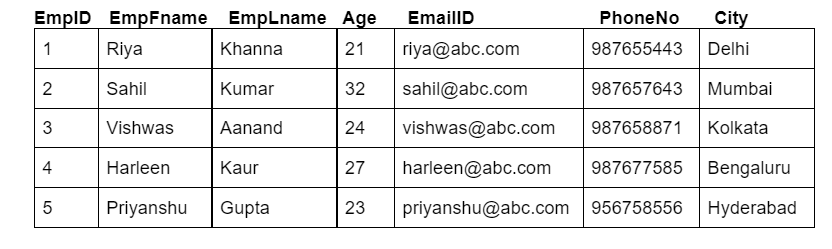 EmpID EmpFname EmpLname Age EmailID PhoneNo City
1 Riya Khanna 21 riya@abc.com 987655443 Delhi
2 Sahil Kumar 32 sahil@abc.com 987657643 Mumbai
3 Vishwas Aanand 24 vishwas@abc.com 987658871 Kolkata
4 Harleen Kaur 27 harleen@abc.com 987677585 Bengaluru
5 Priyanshu Gupta 23 priyanshu@abc.com 956758556 Hyderabad